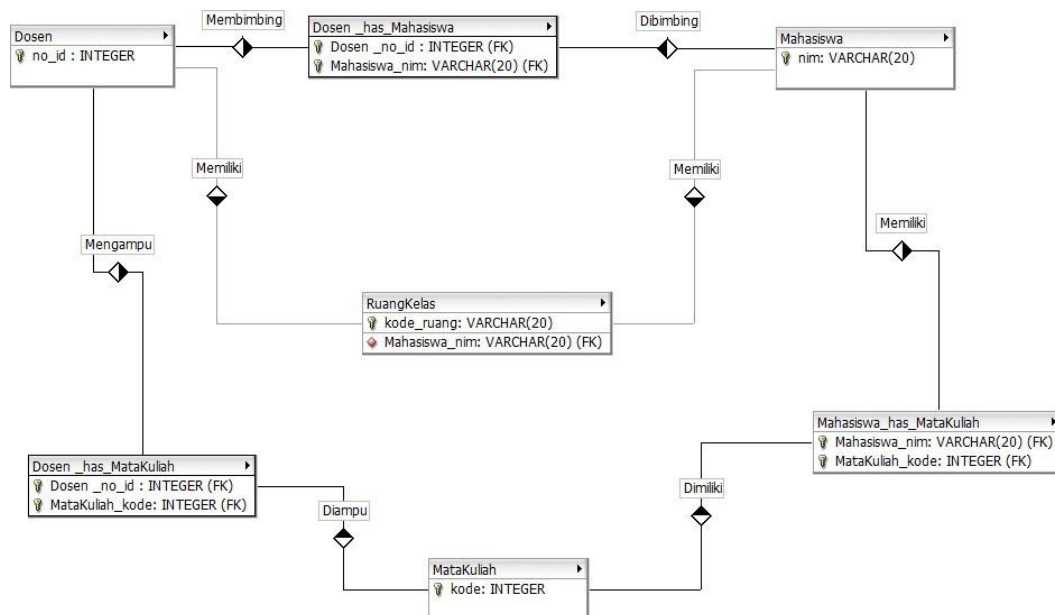 Dosen
no_id : INTEGER
Membimbing
Dosen _has_Mahasiswa
Dosen _no_id : INTEGER (FK)
Mahasiswa_nim: VARCHAR(20) (FK)
Dibimbing
Mahasiswa
nim: VARCHAR(20)
Memiliki
Memiliki
Memiliki
Mengampu
RuangKelas
kode_ruang: VARCHAR(20)
Mahasiswa_nim: VARCHAR(20) (FK)
Mahasiswa_has_MataKuliah
Mahasiswa_nim: VARCHAR(20) (FK)
MataKuliah_kode: INTEGER (FK)
Dosen _has_MataKuliah
Dosen _no_id : INTEGER (FK)
MataKuliah_kode: INTEGER (FK)
Diampu
Dimiliki
MataKuliah
kode: INTEGER